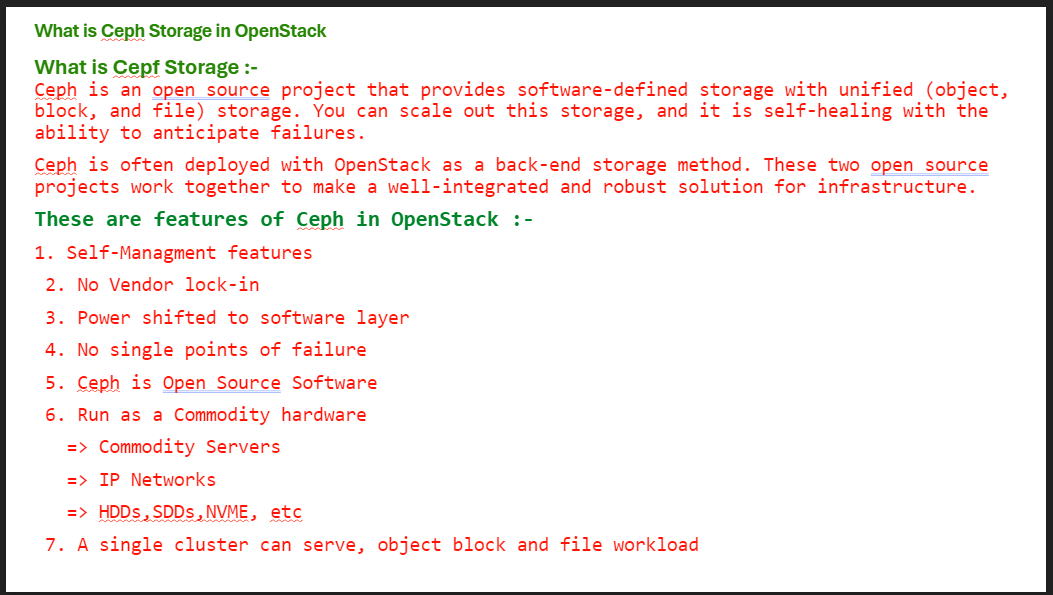 What is Ceph Storage in OpenStack
What is Cepf Storage :-
Ceph is an open source project that provides software-defined storage with unified (object,
block, and file) storage. You can scale out this storage, and it is self-healing with the
ability to anticipate failures.
Ceph is often deployed with OpenStack as a back-end storage method. These two open source
projects work together to make a well-integrated and robust solution for infrastructure.
These are features of Ceph in OpenStack :-
1. Self-Managment features
2. No Vendor lock-in
3. Power shifted to software layer
4. No single points of failure
5. Ceph is Open Source Software
6. Run as a Commodity hardware
=> Commodity Servers
=> IP Networks
=> HDDs,SDDs,NVME, etc
7. A single cluster can serve, object block and file workload